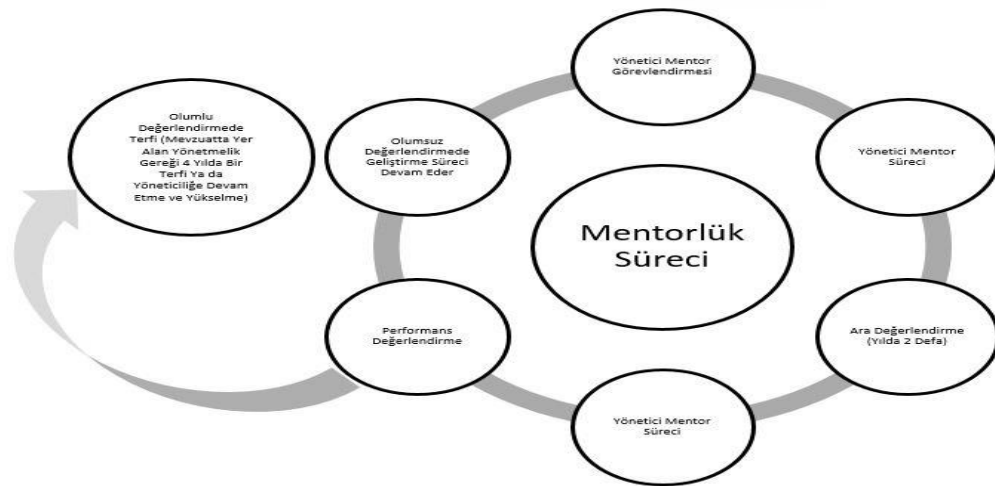 Yönetici Mentor
Görevlendirmesi
Olumlu
Değerlendirmede
Terfi (Mevzuatta Yer
Alan Yönetmelik
Gereği 4 Yılda Bir
Terfi Ya da
Yöneticiliğe Devam
Etme ve Yükselme)
Olumsuz
Değerlendirmede
Geliştirme Süreci
Devam Eder
Yönetici Mentor
Süreci
Mentorlük
Süreci
Performans
Değerlendirme
Ara Değerlendirme
(Yılda 2 Defa)
Yönetici Mentor
Süreci